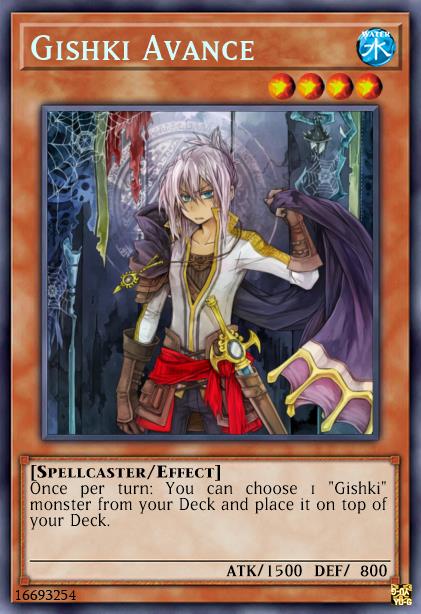 GISHKI AVANCE
WATER
水
[SPELLCASTER/EFFECT]
Once per turn: You can choose 1 "Gishki"
monster from your Deck and place it on top of
your Deck.
ATK/1500 DEF/ 800
16693254